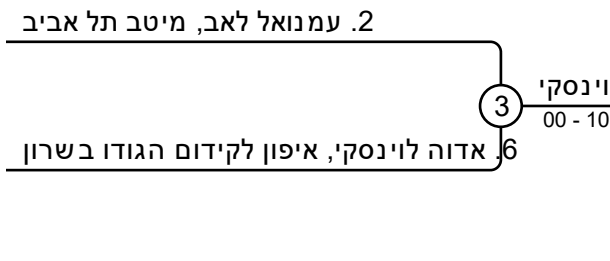 2. עמנואל לאב, מיטב תל אביב
3
וינסקי
00 - 10
6. אדוה לוינסקי, איפון לקידום הגודו בשרון